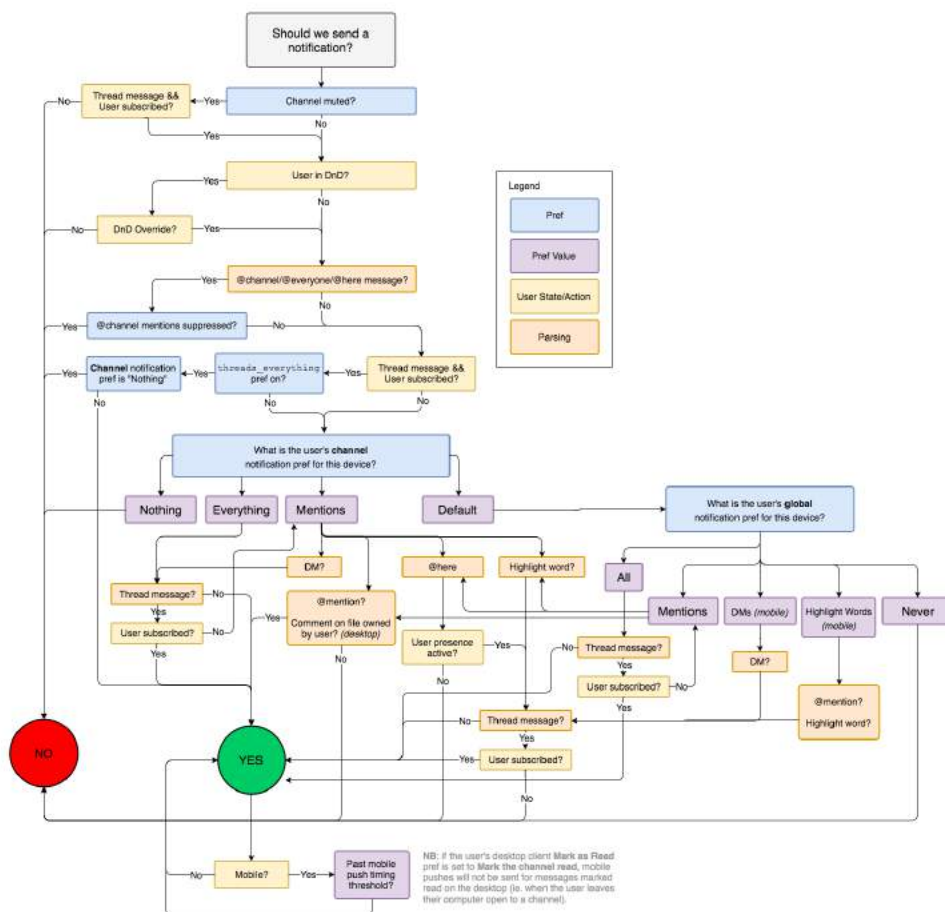 Should we send a
notification?
Thread message &&
User subscribed?
Yes
Channel muted?
No
No
Yes
User in DnD?
Yes
No
Legend
Pref
Pref Value
User State/Action
Parsing
DnD Override?
No
Yes
@channel/@everyone/@here message?
Yes
No
@channel mentions suppressed?
Yes
No
Channel notification
pref is "Nothing"
Yes
Yes
threads_everything
pref on?
Yes
Thread message &&
User subscribed?
No
No
No
What is the user's channel
notification pref for this device?
Nothing
Everything
Mentions
Default
What is the user's global
notification pref for this device?
DM?
@here
Highlight word?
All
Thread message?
No
Yes
User subscribed?
No
Yes
@mention?
Comment on file owned
by user? (desktop)
Yes
No
User presence
active?
Yes
No
Mentions
DMs (mobile)
Highlight Words
(mobile)
Never
Thread message?
No
Yes
User subscribed?
No
Yes
DM?
@mention?
Highlight word?
Thread message?
No
Yes
User subscribed?
Yes
No
NO
YES
Mobile?
No
Yes
Past mobile
push timing
threshold?
NB: if the user's desktop client Mark as Read
pref is set to Mark the channel read, mobile
pushes will not be sent for messages marked
read on the desktop (ie. when the user leaves
their computer open to a channel).